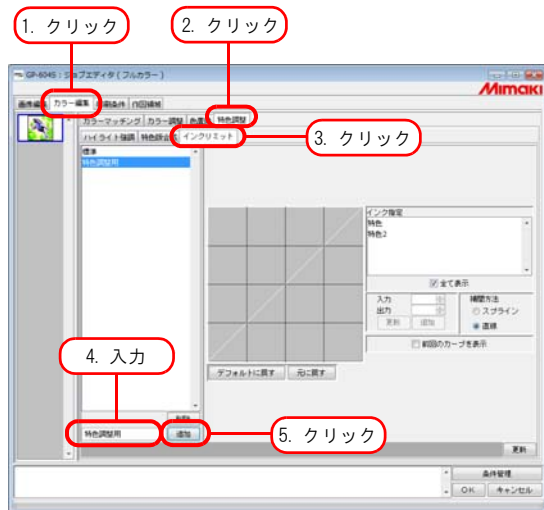 1. クリック
2. クリック
GP-604S : ジョブエディタ ( フルカラー )
Mimaki
カラー編集
カラーマッチング カラー調整 特色調整
ハイライト強調 インクリミット
3. クリック
標準
特色調整用
インク指定
特色
特色2
全て表示
入力
出力
更新 追加
補間方法
スプライン
直線
前回のカーブを表示
デフォルトに戻す 元に戻す
4. 入力
削除
特色調整用 追加
5. クリック
更新
条件管理
OK キャンセル